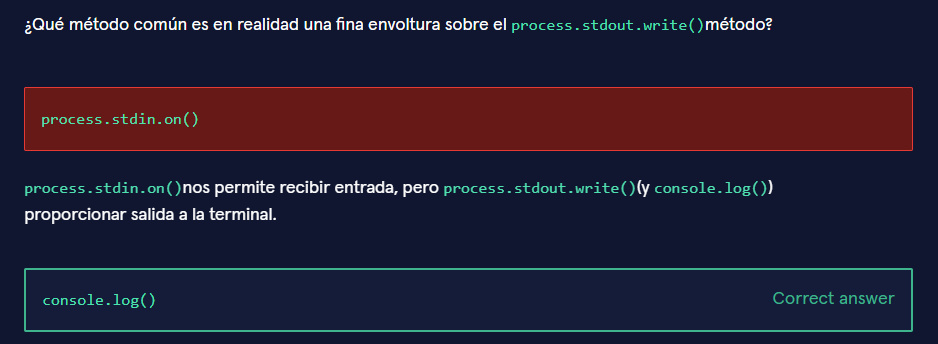 ¿Qué método común es en realidad una fina envoltura sobre el process.stdout.write()método?
process.stdin.on()
process.stdin.on()nos permite recibir entrada, pero process.stdout.write()(y console.log())
proporcionar salida a la terminal.
console.log()
Correct answer